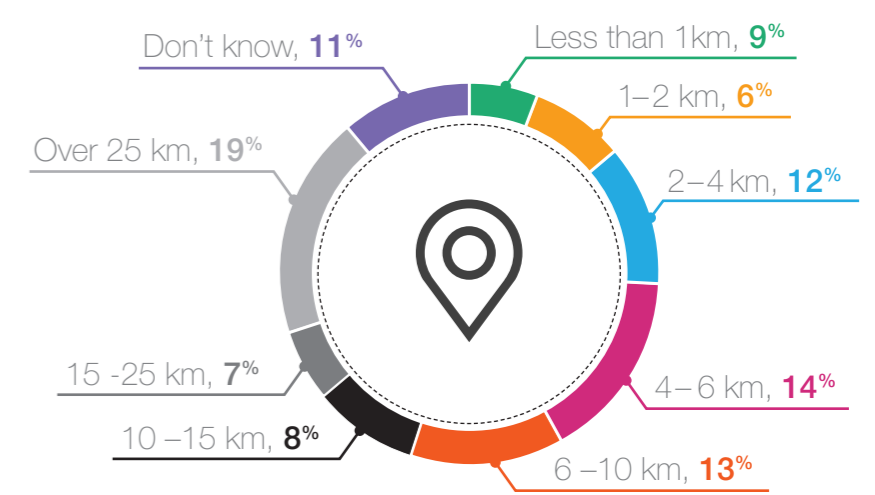 Don't know, 11%
Less than 1km, 9%
1–2 km, 6%
Over 25 km, 19%
2–4 km, 12%
15 -25 km, 7%
4–6 km, 14%
10 –15 km, 8%
6 –10 km, 13%